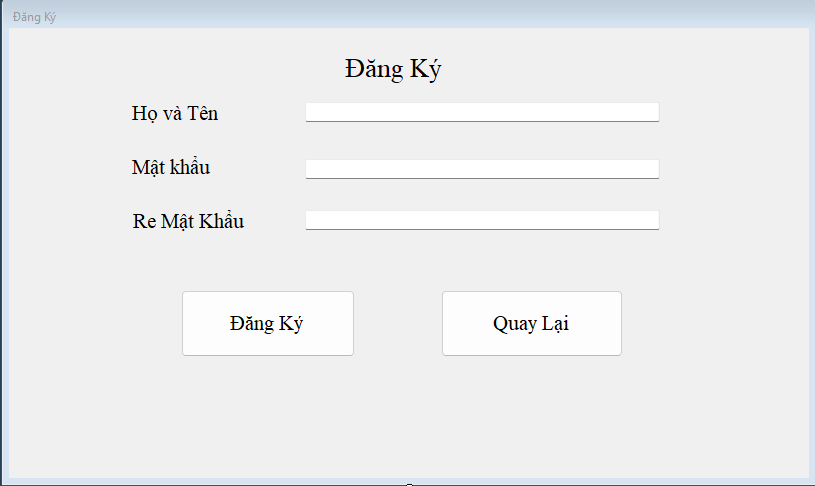 Đăng Ký
Đăng Ký
Họ và Tên
Mật khẩu
Re Mật Khẩu
Đăng Ký
Quay Lại